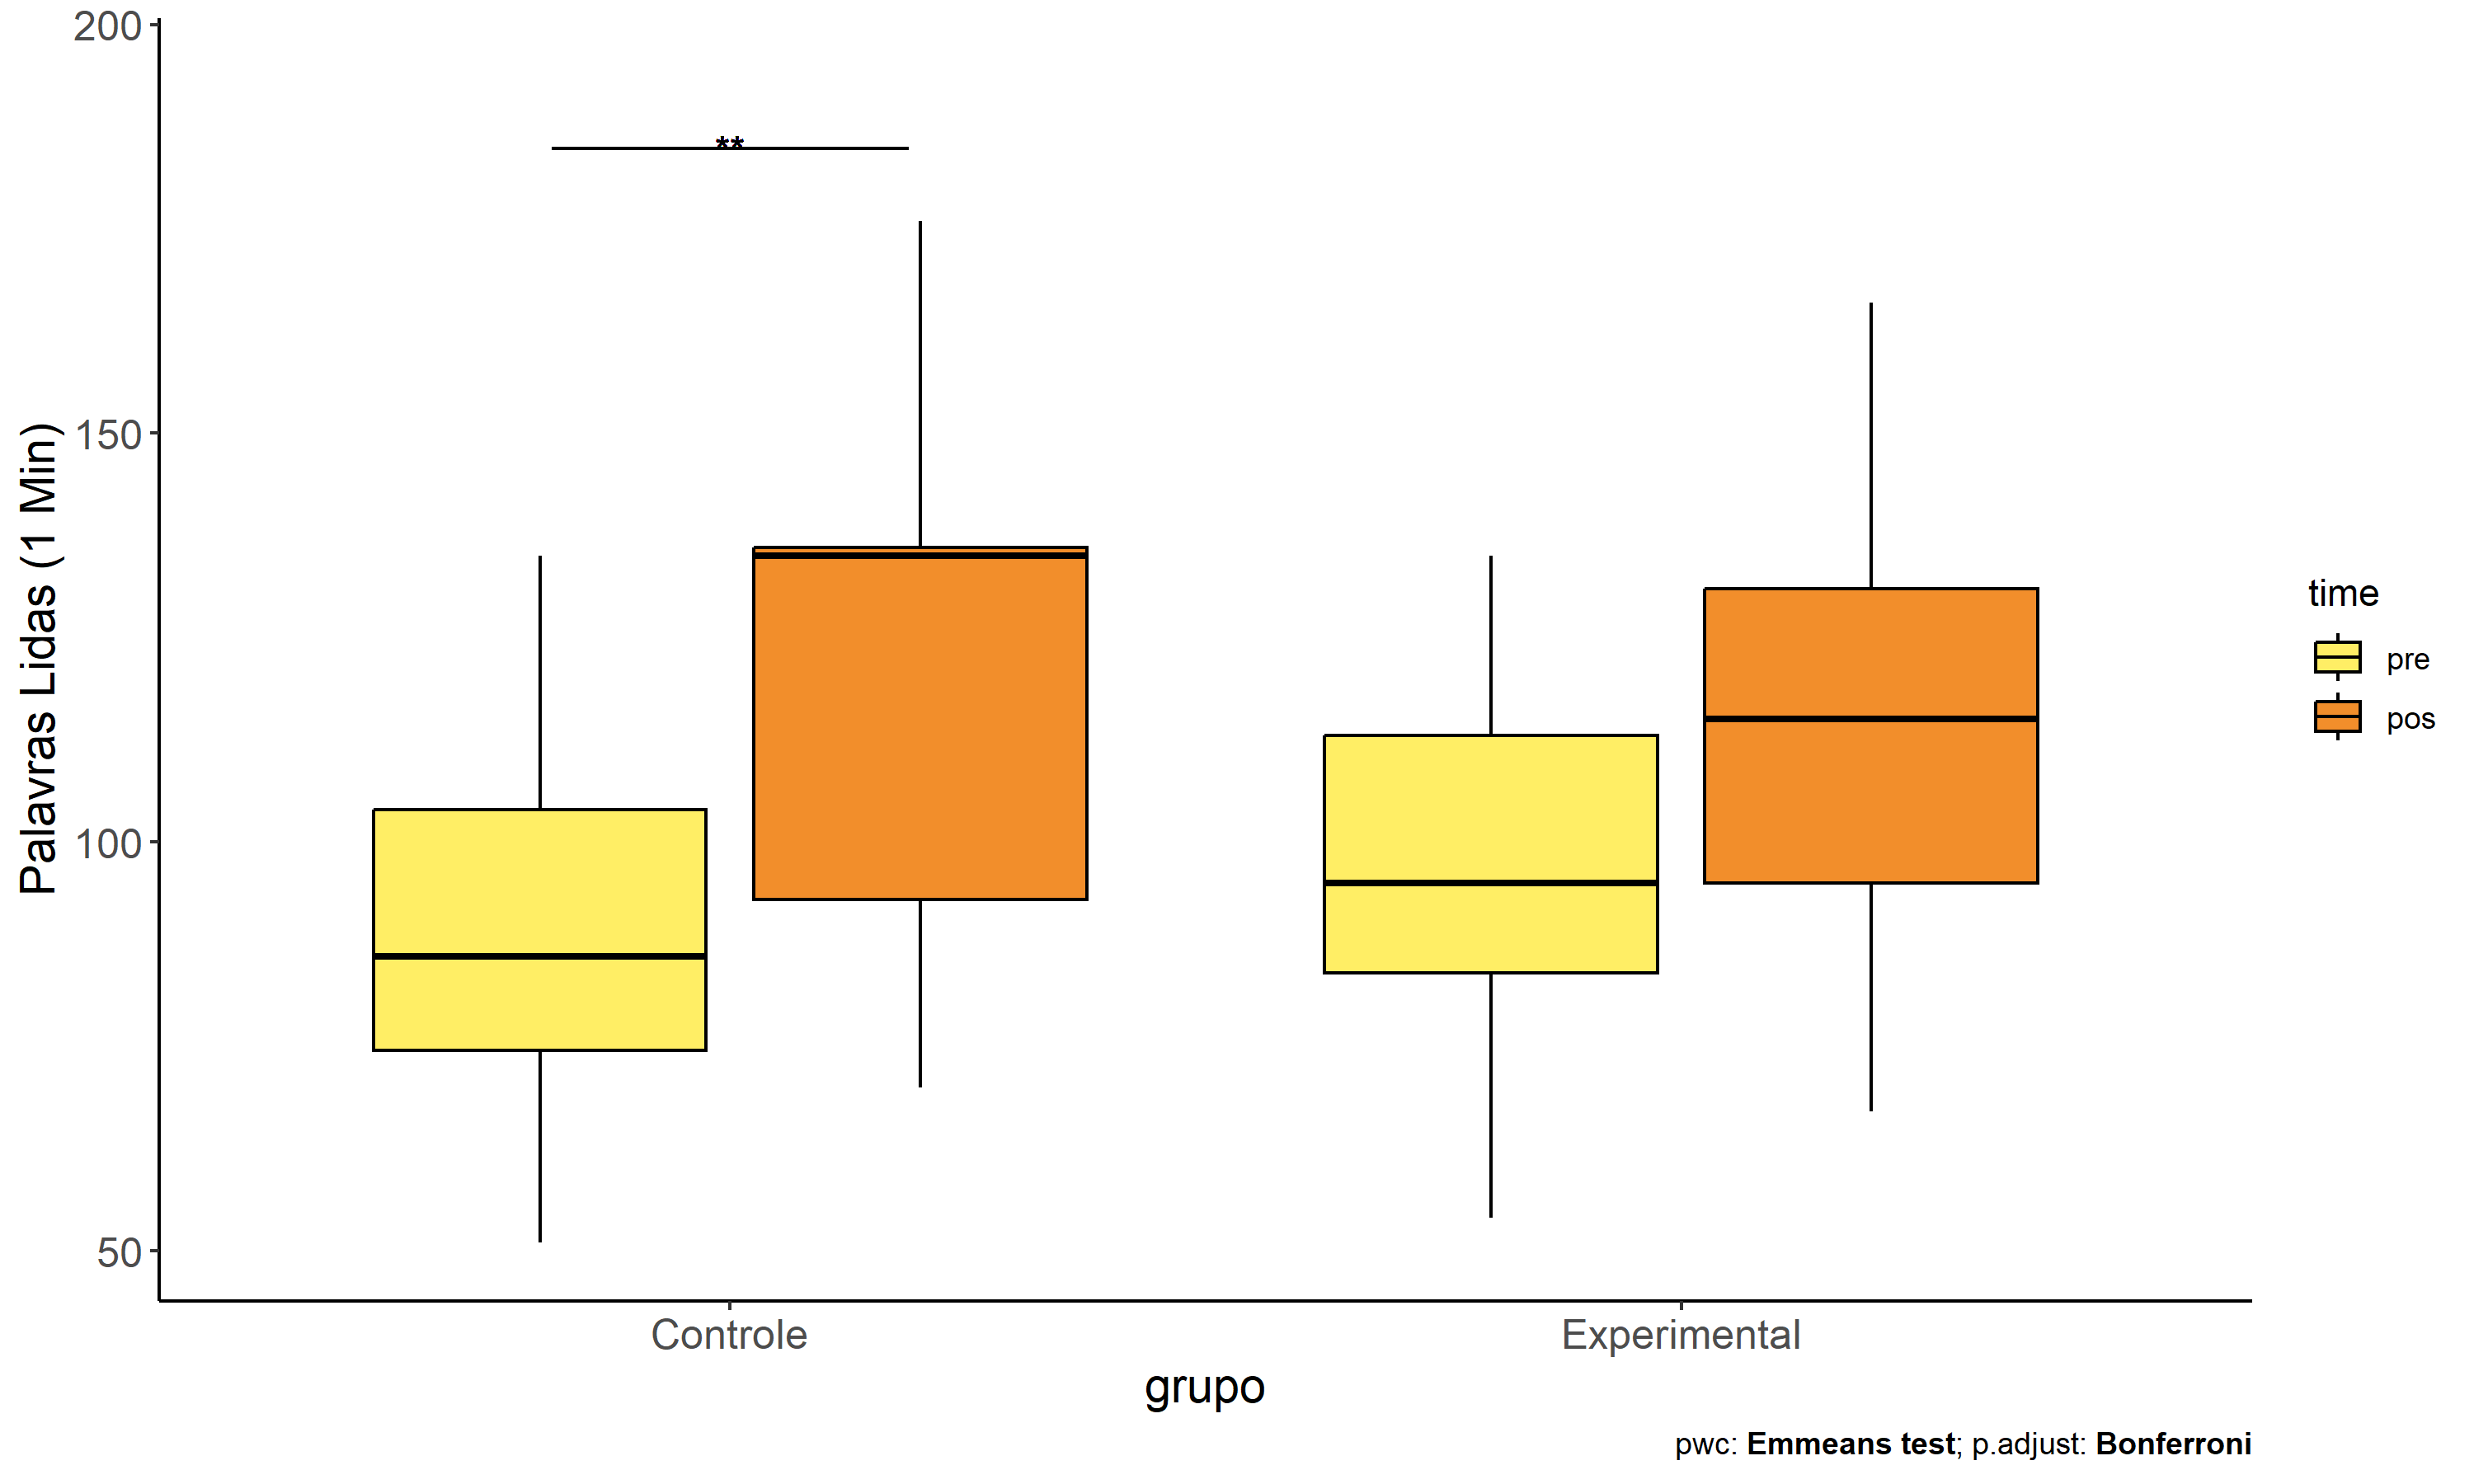 200
150
100
50
Palavras Lidas (1 Min)
**
Controle
Experimental
grupo
time
pre
pos
pwc: Emmeans test; p.adjust: Bonferroni